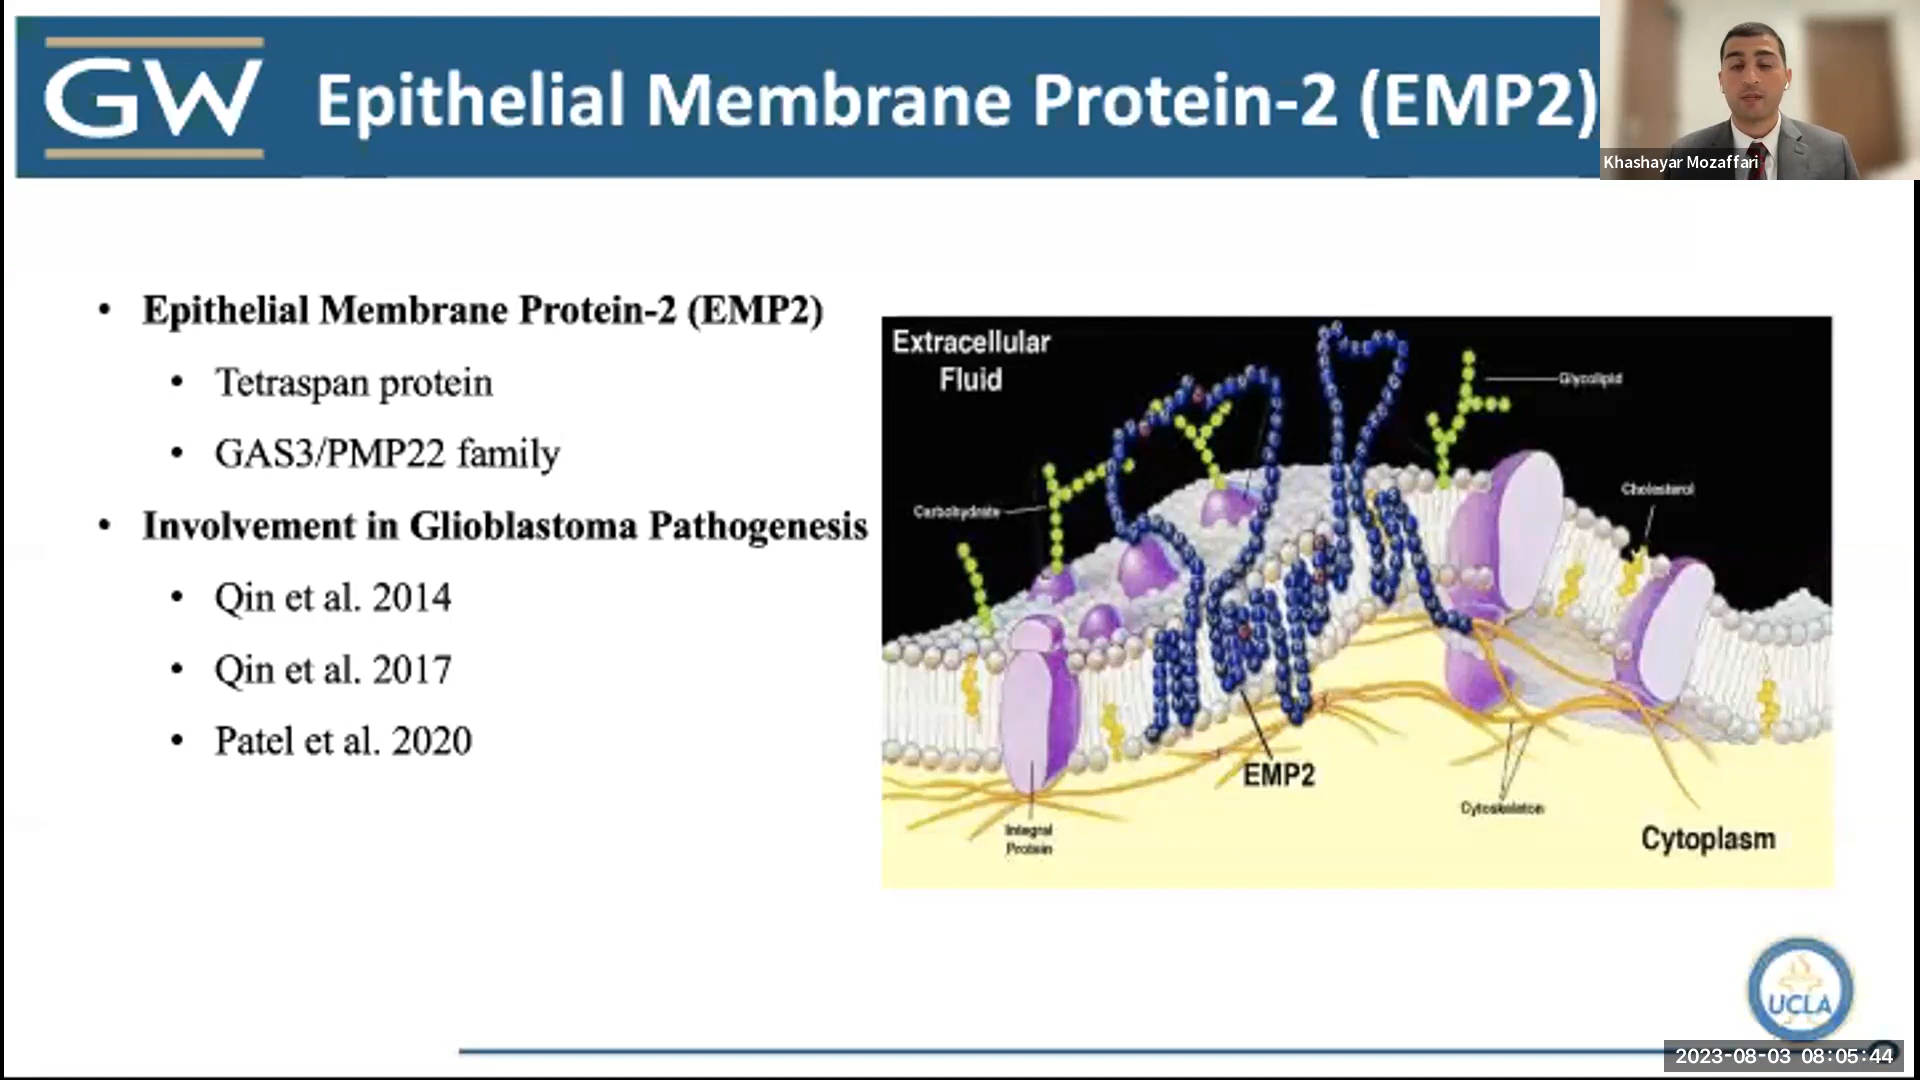 GW
Epithelial Membrane Protein-2 (EMP2)
Khashayar Mozaffari
• Epithelial Membrane Protein-2 (EMP2)
• Tetraspan protein
• GAS3/PMP22 family
• Involvement in Glioblastoma Pathogenesis
• Qin et al. 2014
• Qin et al. 2017
• Patel et al. 2020
Extracellular
Fluid
Glycolipid
Cholesterol
Carbohydrate
EMP2
Integral
Protein
Cytoskeleton
Cytoplasm
UCLA
2023-08-03 08:05:44